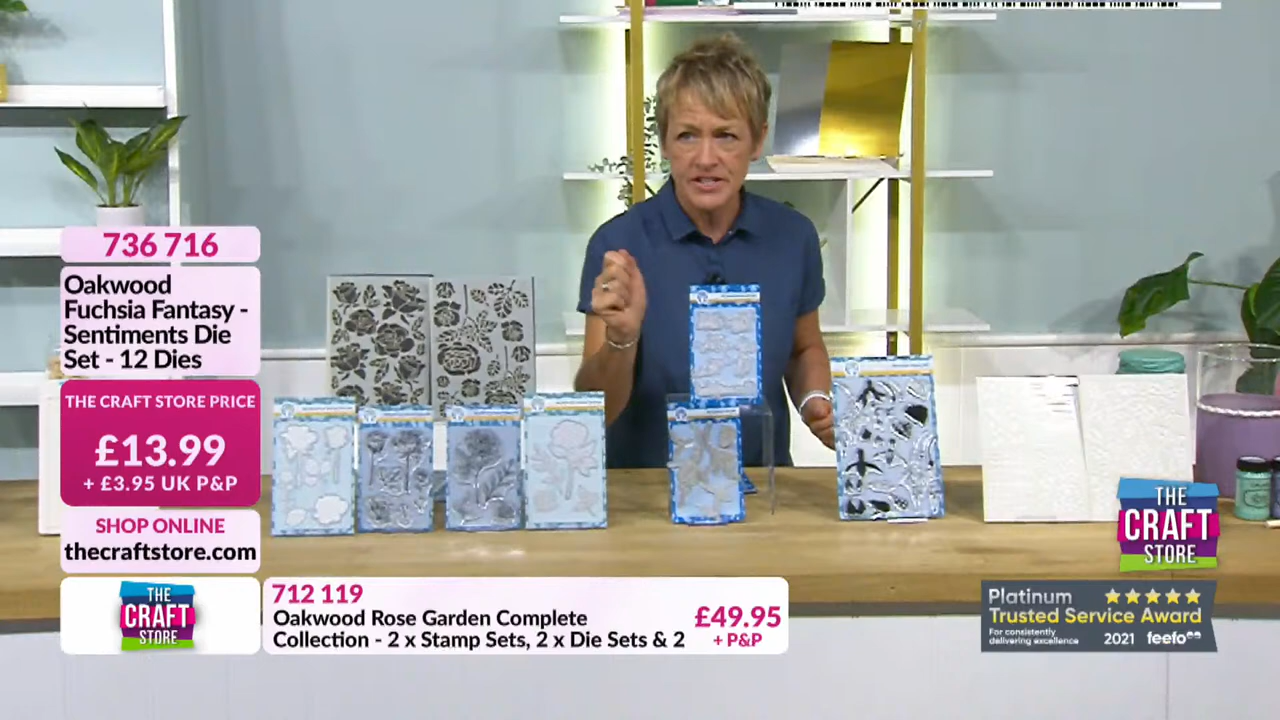 736 716
Oakwood
Fuchsia Fantasy -
Sentiments Die
Set - 12 Dies
THE CRAFT STORE PRICE
£13.99
+ £3.95 UK P&P
SHOP ONLINE
thecraftstore.com
THE
CRAFT
STORE
712 119
Oakwood Rose Garden Complete
Collection - 2 x Stamp Sets, 2 x Die Sets & 2
£49.95
+ P&P
THE
CRAFT
STORE
Platinum
Trusted Service Award
For consistently
delivering excellence
2021 feefo